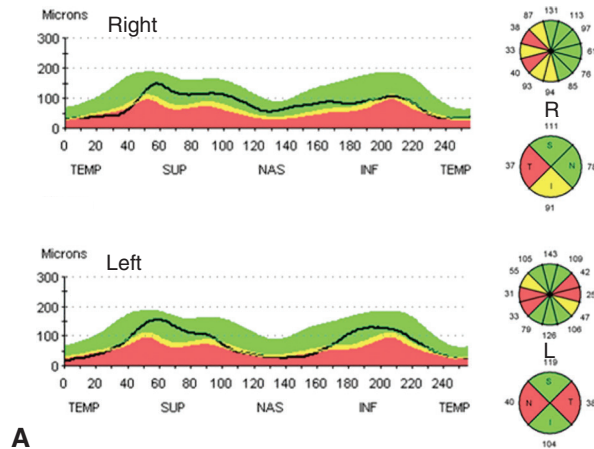 Microns
Right
300
200
100
0
0 20 40 60 80 100 120 140 160 180 200 220 240
TEMP SUP NAS INF TEMP
131
87 113
38 97
33 61
40 76
93 85
94
R
111
S
37 T N 78
I
91
Microns
Left
300
200
100
0
0 20 40 60 80 100 120 140 160 180 200 220 240
TEMP SUP NAS INF TEMP
143
105 109
55 42
31 25
33 47
79 106
126
L
119
S
40 N T 38
I
104
A